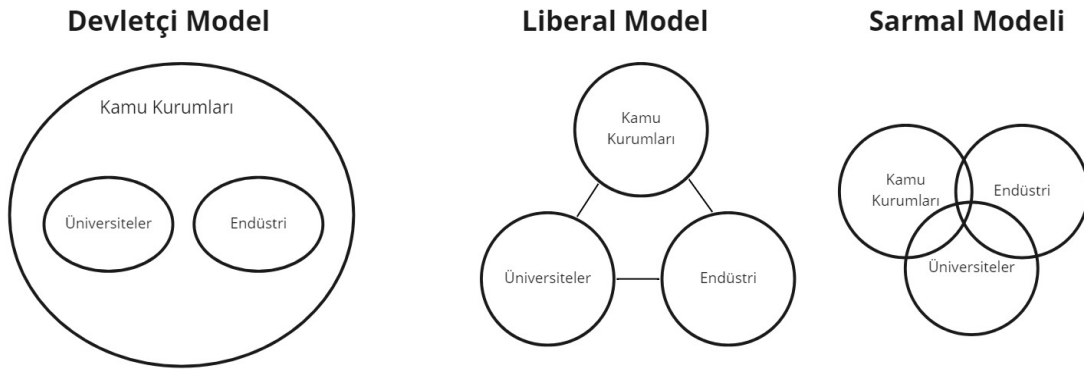 Devletçi Model
Kamu Kurumları
Üniversiteler
Endüstri
Liberal Model
Kamu
Kurumları
Üniversiteler
Endüstri
Sarmal Modeli
Kamu
Kurumları
Endüstri
Üniversiteler